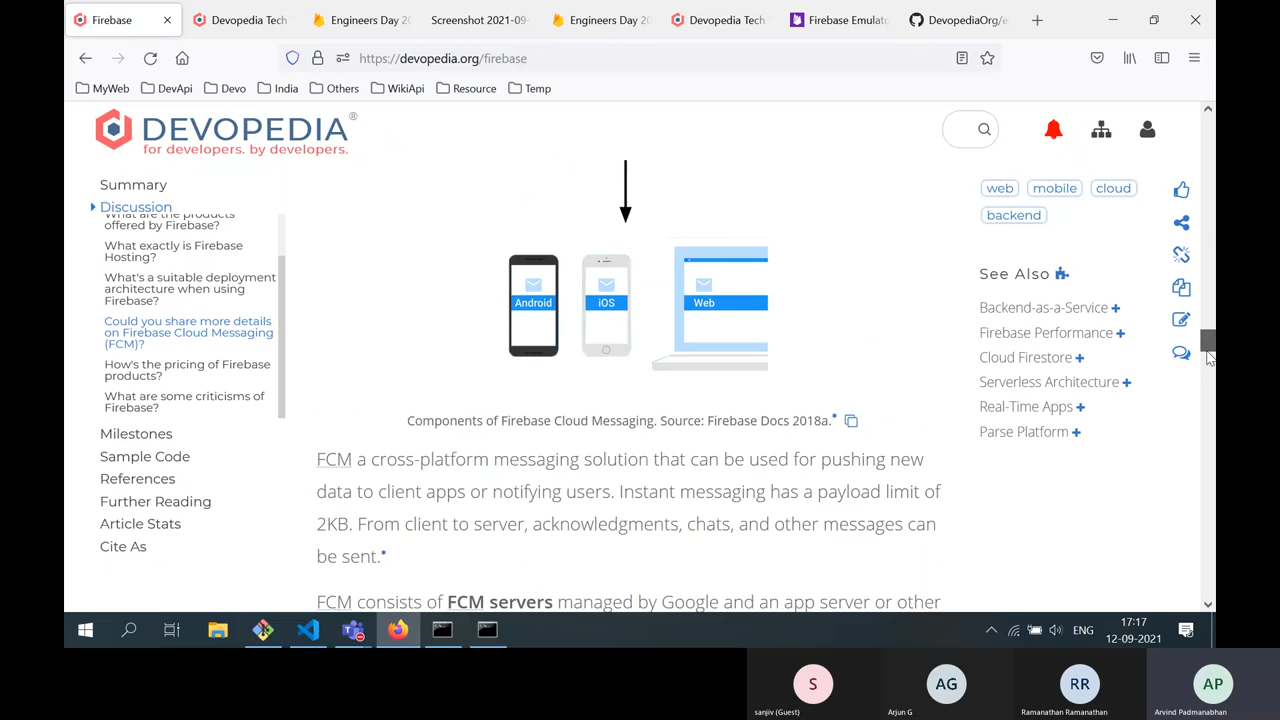 Firebase
Devopedia Tech
Engineers Day 20
Screenshot 2021-09-
Engineers Day 20
Devopedia Tech
Firebase Emulato
DevopediaOrg/e
https://devopedia.org/firebase
MyWeb
DevApi
Devo
India
Others
WikiApi
Resource
Temp
DEVOPEDIA®
for developers. by developers.
Summary
Discussion
What are the products
offered by Firebase?
What exactly is Firebase
Hosting?
What's a suitable deployment
architecture when using
Firebase?
Could you share more details
on Firebase Cloud Messaging
(FCM)?
How's the pricing of Firebase
products?
What are some criticisms of
Firebase?
Milestones
Sample Code
References
Further Reading
Article Stats
Cite As
Android
iOS
Web
Components of Firebase Cloud Messaging. Source: Firebase Docs 2018a.*
FCM a cross-platform messaging solution that can be used for pushing new
data to client apps or notifying users. Instant messaging has a payload limit of
2KB. From client to server, acknowledgments, chats, and other messages can
be sent.*
FCM consists of FCM servers managed by Google and an app server or other
web
mobile
cloud
backend
See Also
Backend-as-a-Service +
Firebase Performance +
Cloud Firestore +
Serverless Architecture +
Real-Time Apps +
Parse Platform +
ENG
17:17
12-09-2021
S
sanjiv (Guest)
AG
Arjun G
RR
Ramanathan Ramanathan
AP
Arvind Padmanabhan